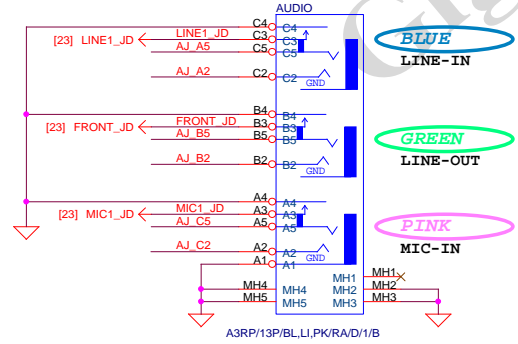 AUDIO
C4 C4
[23] LINE1_JD LINE1_JD C3 C3
AJ_A5 C5 C5
AJ_A2 C2 C2
GND
BLUE
LINE-IN
B4 B4
[23] FRONT_JD FRONT_JD B3 B3
AJ_B5 B5 B5
AJ_B2 B2 B2
GND
GREEN
LINE-OUT
A4 A4
[23] MIC1_JD MIC1_JD A3 A3
AJ_C5 A5 A5
AJ_C2 A2 A2
GND
A1 A1
PINK
MIC-IN
MH1 MH1
MH4 MH4 MH2 MH2
MH5 MH5 MH3 MH3
A3RP/13P/BL,LI,PK/RA/D/1/B